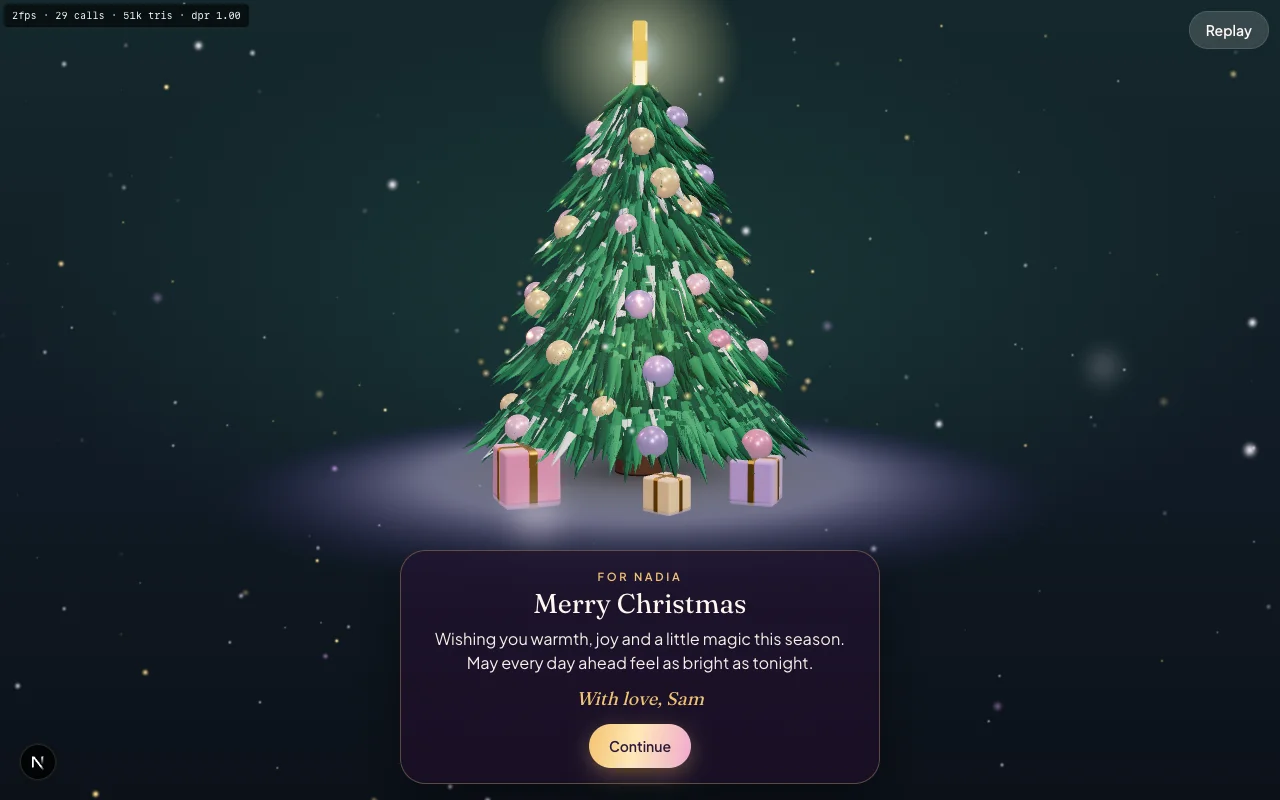 2fps · 29 calls · 51k tris · dpr 1.00
Replay
FOR NADIA
Merry Christmas
Wishing you warmth, joy and a little magic this season.
May every day ahead feel as bright as tonight.
With love, Sam
Continue
N